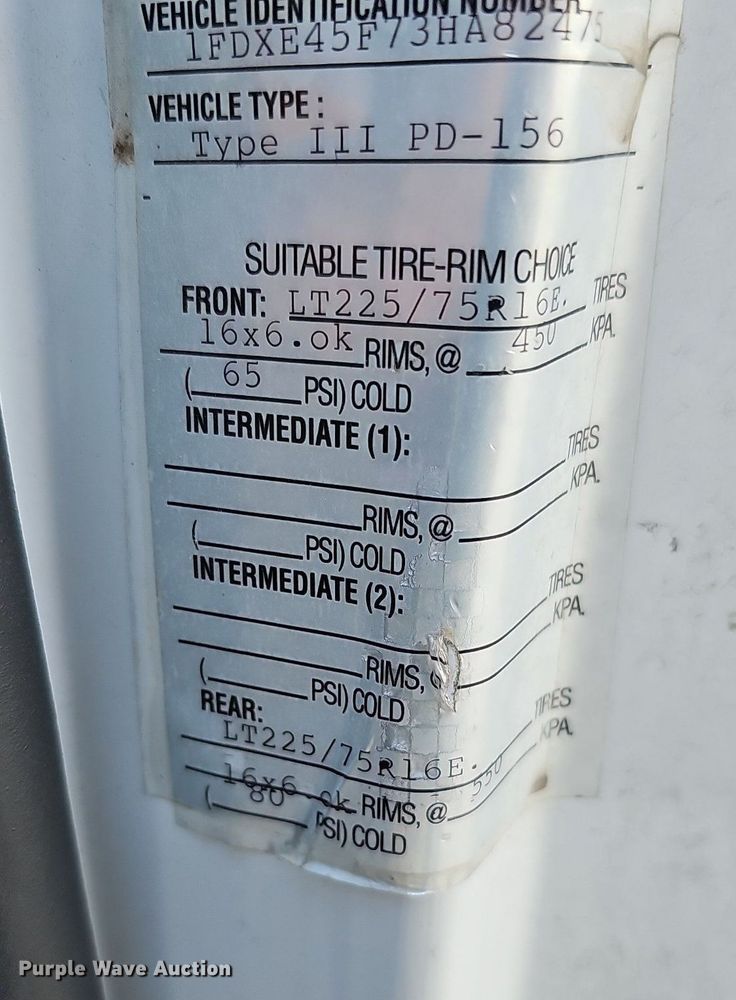 VEHICLE IDENTIFICATION NUMBER
1FDXE45F73HA82475
VEHICLE TYPE :
Type III PD-156
SUITABLE TIRE-RIM CHOICE
FRONT: LT225/75R16E. TIRES
16x6.ok RIMS, @ 450 KPA.
( 65 PSI) COLD
INTERMEDIATE (1):
TIRES
RIMS, @ KPA.
( PSI) COLD
INTERMEDIATE (2):
TIRES
RIMS, @ KPA.
( PSI) COLD
REAR:
LT225/75R16E. TIRES
16x6.ok RIMS, @ 550 KPA.
( 80 PSI) COLD
Purple Wave Auction